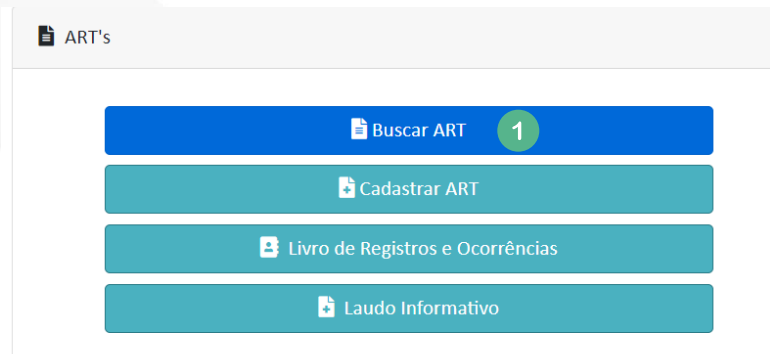 ART's
Buscar ART 1
Cadastrar ART
Livro de Registros e Ocorrências
Laudo Informativo